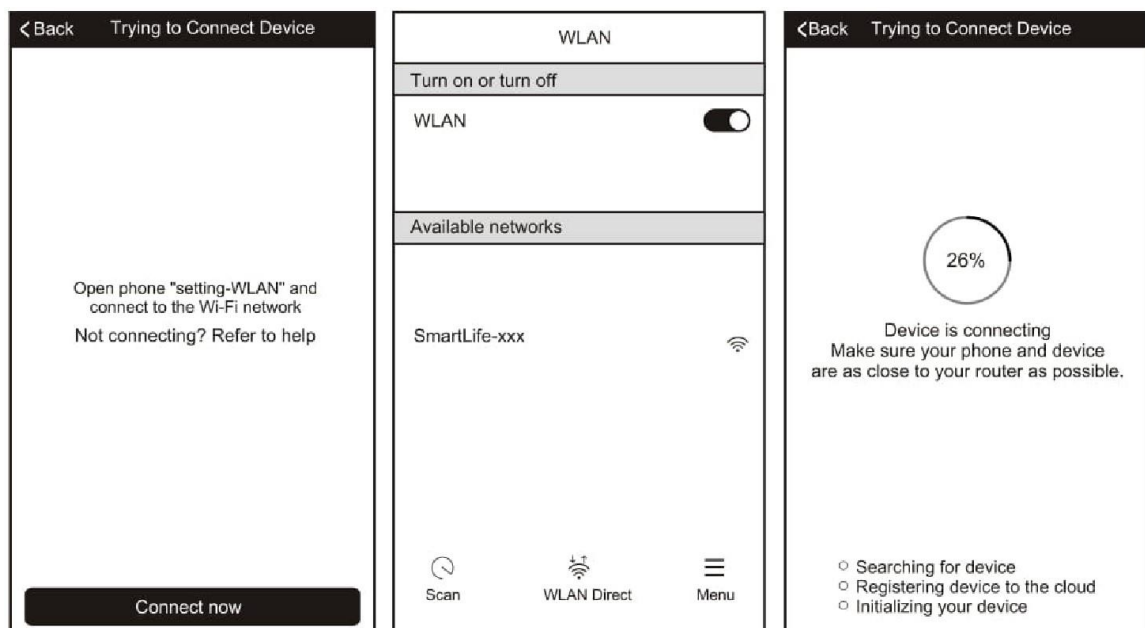 Back Trying to Connect Device
Open phone "setting-WLAN" and
connect to the Wi-Fi network
Not connecting? Refer to help
Connect now
WLAN
Turn on or turn off
WLAN
Available networks
SmartLife-xxx
Scan WLAN Direct Menu
Back Trying to Connect Device
26%
Device is connecting
Make sure your phone and device
are as close to your router as possible.
Searching for device
Registering device to the cloud
Initializing your device